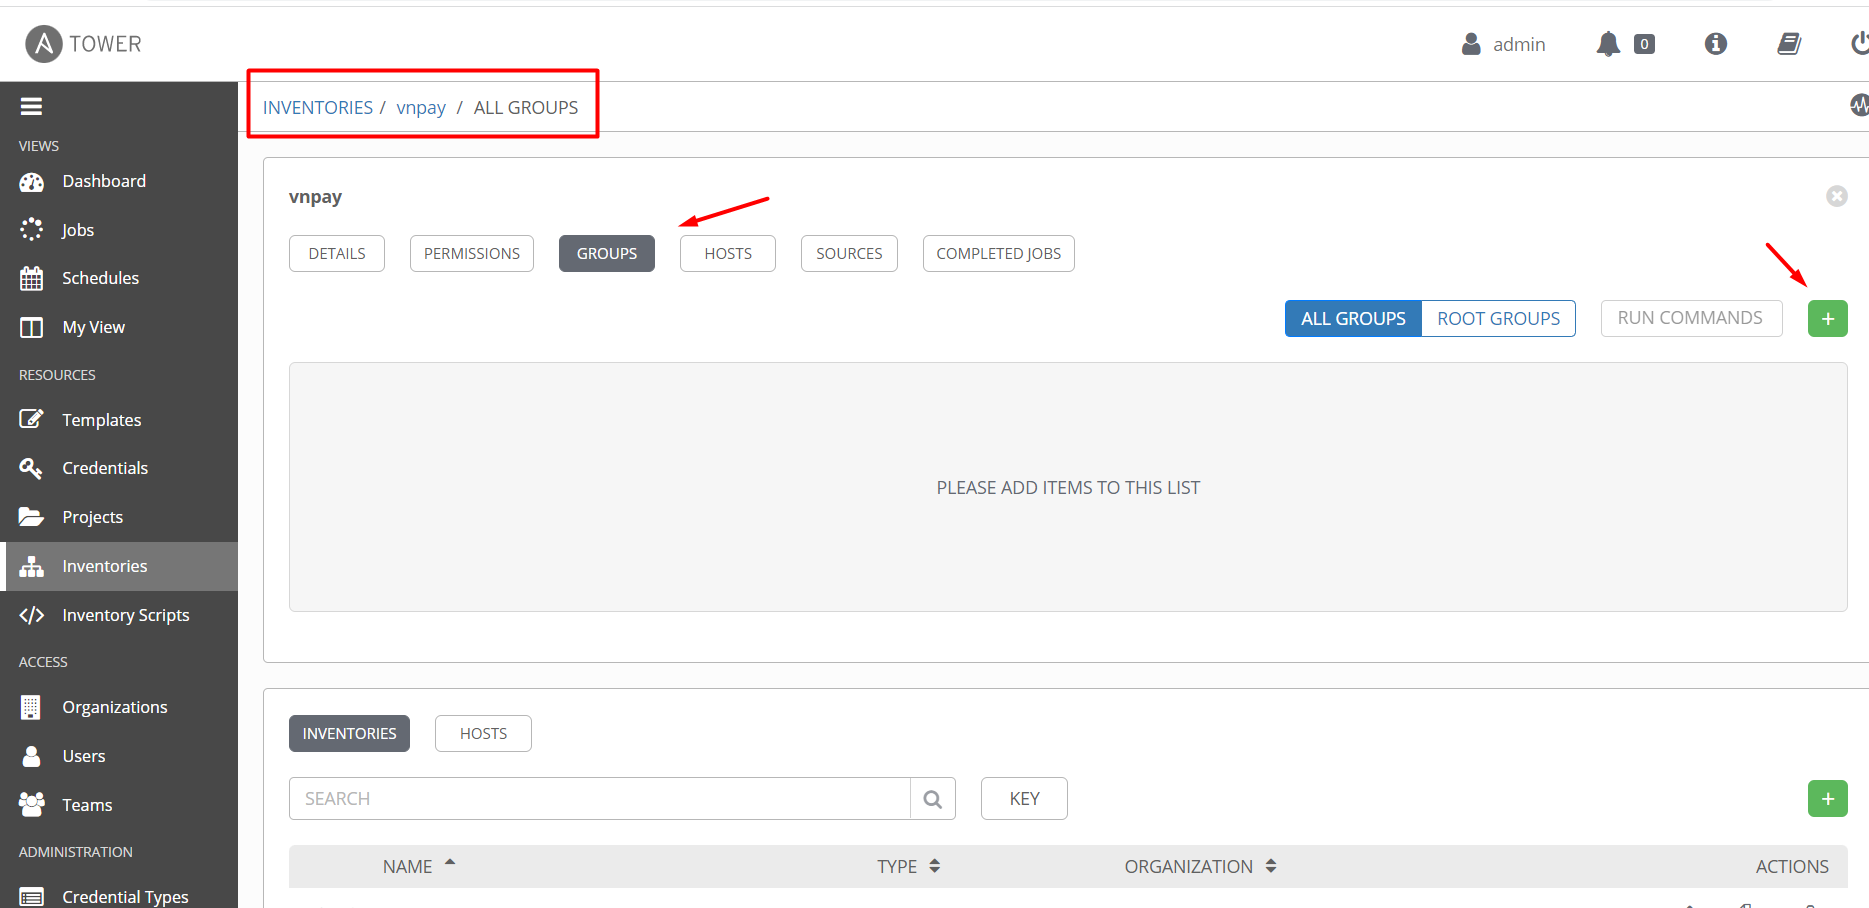 TOWER
admin
0
INVENTORIES / vnpay / ALL GROUPS
VIEWS
Dashboard
Jobs
Schedules
My View
RESOURCES
Templates
Credentials
Projects
Inventories
Inventory Scripts
ACCESS
Organizations
Users
Teams
ADMINISTRATION
Credential Types
vnpay
DETAILS PERMISSIONS GROUPS HOSTS SOURCES COMPLETED JOBS
ALL GROUPS ROOT GROUPS RUN COMMANDS +
PLEASE ADD ITEMS TO THIS LIST
INVENTORIES HOSTS
SEARCH KEY +
NAME TYPE ORGANIZATION ACTIONS